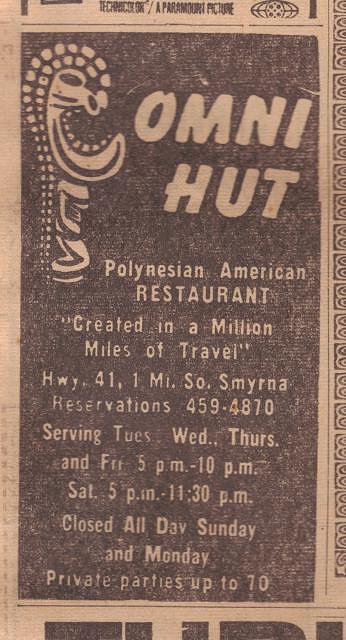 TECHNICOLOR® / A PARAMOUNT PICTURE
OMNI
HUT
Polynesian American
RESTAURANT
"Created in a Million
Miles of Travel"
Hwy. 41, 1 Mi. So. Smyrna
Reservations 459-4870
Serving Tues. Wed., Thurs.
and Fri 5 p.m.-10 p.m.
Sat. 5 p.m.-11:30 p.m.
Closed All Day Sunday
and Monday
Private parties up to 70